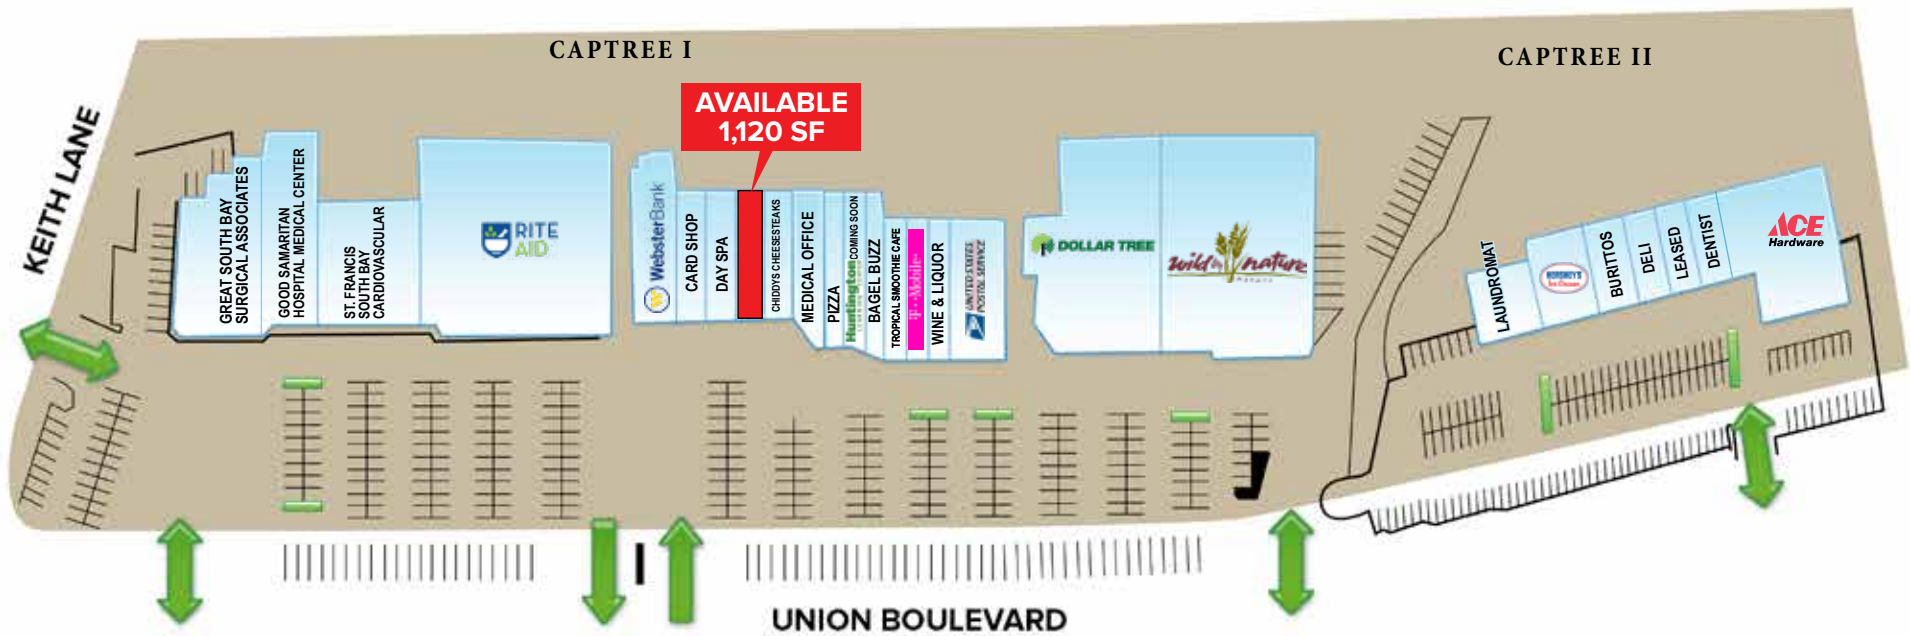 CAPTREE I
CAPTREE II
AVAILABLE
1,120 SF
KEITH LANE
GREAT SOUTH BAY
SURGICAL ASSOCIATES
GOOD SAMARITAN
HOSPITAL MEDICAL CENTER
ST. FRANCIS
SOUTH BAY
CARDIOVASCULAR
RITE
AID
W
WebsterBank
CARD SHOP
DAY SPA
CHIDDYS CHEESESTEAKS
MEDICAL OFFICE
PIZZA
Huntington
COMING SOON
BAGEL BUZZ
TROPICAL SMOOTHIE CAFE
T-Mobile
WINE & LIQUOR
UNITED STATES
POSTAL SERVICE
DOLLAR TREE
wild by nature
LAUNDROMAT
HERSHEY'S
Ice Cream
BURITTOS
DELI
LEASED
DENTIST
ACE
Hardware
UNION BOULEVARD